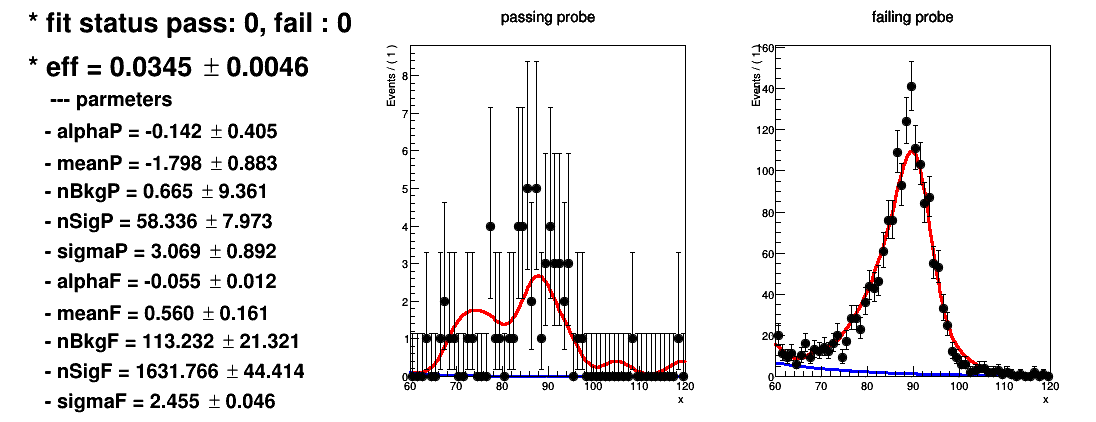 * fit status pass: 0, fail : 0
* eff = 0.0345 ± 0.0046
--- parmeters
- alphaP = -0.142 ± 0.405
- meanP = -1.798 ± 0.883
- nBkgP = 0.665 ± 9.361
- nSigP = 58.336 ± 7.973
- sigmaP = 3.069 ± 0.892
- alphaF = -0.055 ± 0.012
- meanF = 0.560 ± 0.161
- nBkgF = 113.232 ± 21.321
- nSigF = 1631.766 ± 44.414
- sigmaF = 2.455 ± 0.046
passing probe
Events / ( 1 )
8
7
6
5
4
3
2
1
0
60 70 80 90 100 110 120
x
failing probe
Events / ( 1 )
160
140
120
100
80
60
40
20
0
60 70 80 90 100 110 120
x